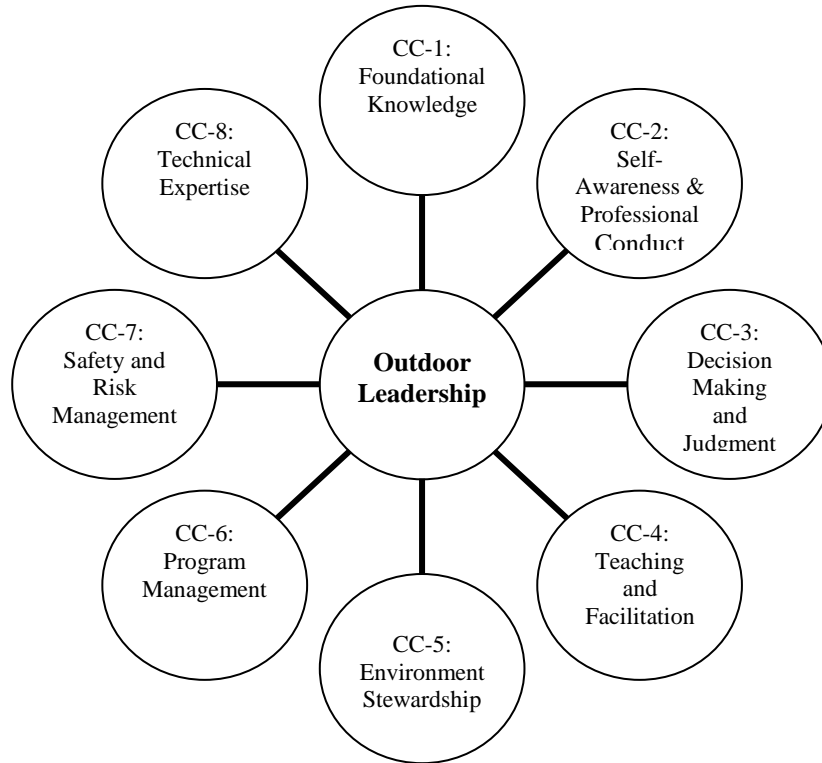 CC-1:
Foundational
Knowledge
CC-2:
Self-
Awareness &
Professional
Conduct
CC-3:
Decision
Making
and
Judgment
CC-4:
Teaching
and
Facilitation
CC-5:
Environment
Stewardship
CC-6:
Program
Management
CC-7:
Safety and
Risk
Management
CC-8:
Technical
Expertise
Outdoor
Leadership